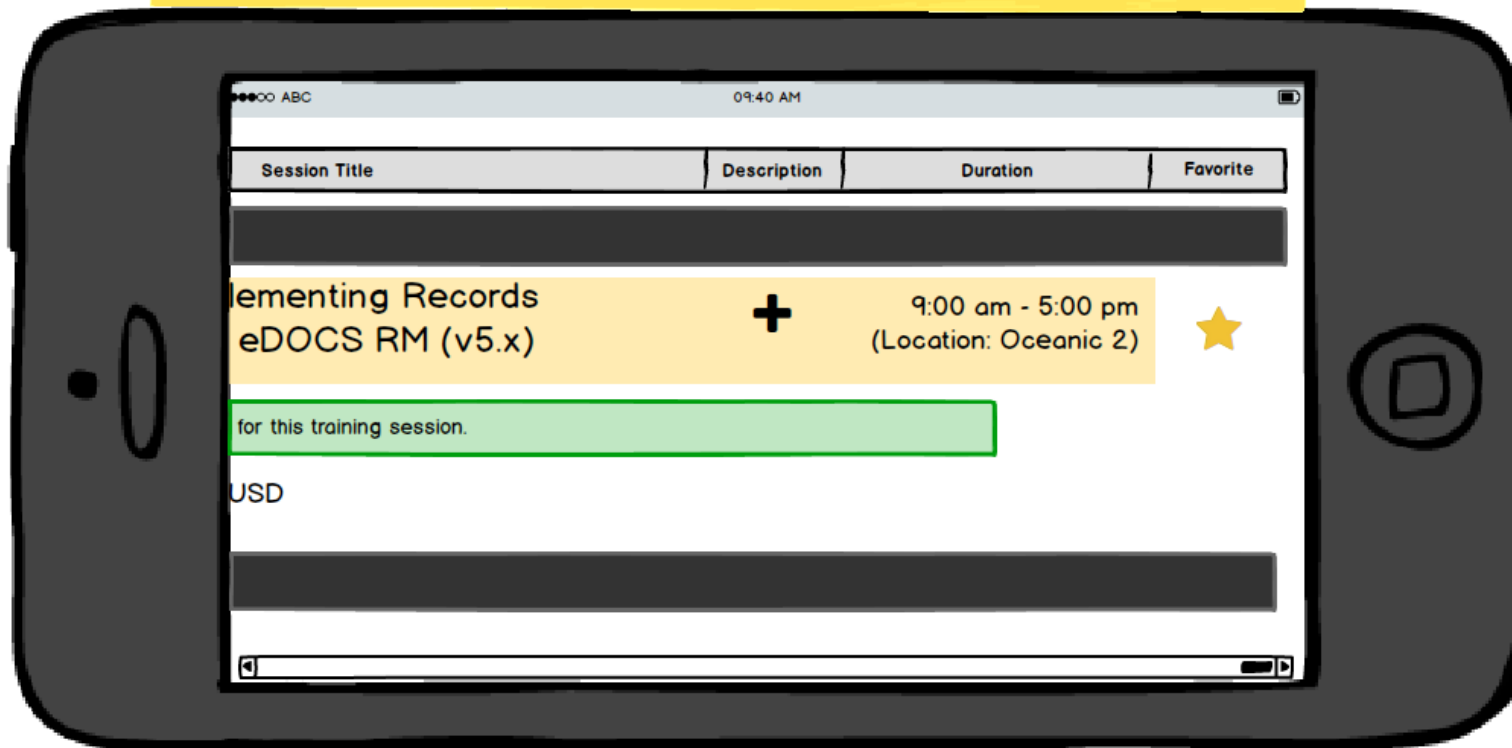 ABC 09:40 AM
Session Title Description Duration Favorite
lementing Records
eDOCS RM (v5.x)
9:00 am - 5:00 pm
(Location: Oceanic 2)
for this training session.
USD